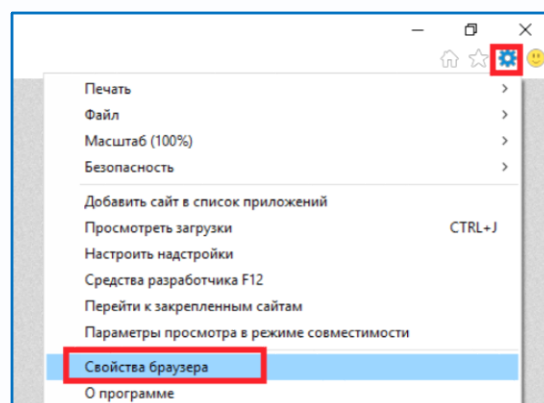 Печать
Файл
Масштаб (100%)
Безопасность
Добавить сайт в список приложений
Просмотреть загрузки CTRL+J
Настроить надстройки
Средства разработчика F12
Перейти к закрепленным сайтам
Параметры просмотра в режиме совместимости
Свойства браузера
О программе